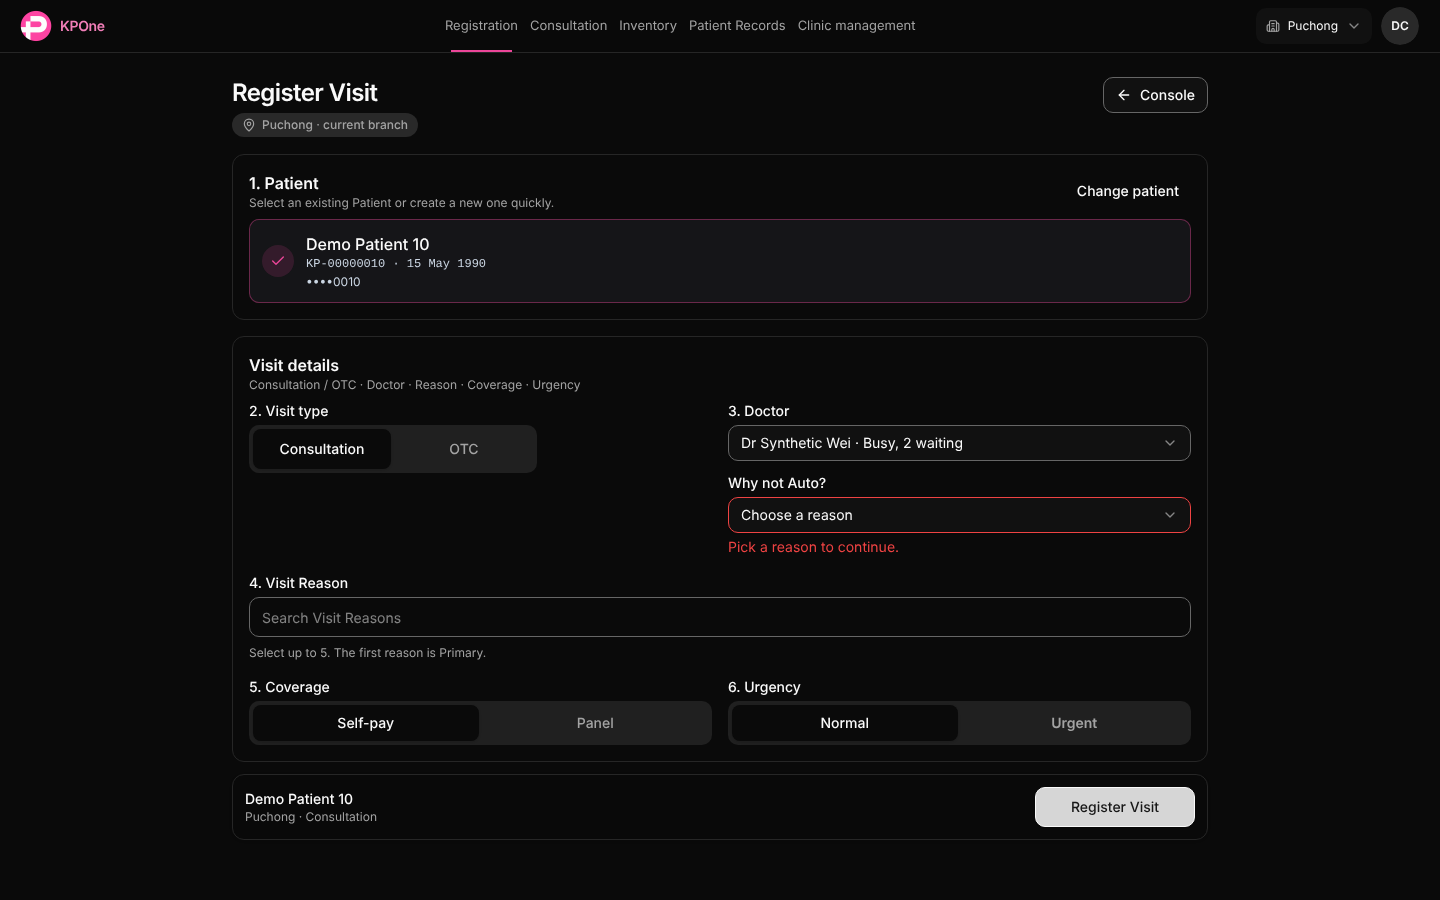 KPOne
Registration
Consultation
Inventory
Patient Records
Clinic management
Puchong
DC
Register Visit
Puchong · current branch
Console
1. Patient
Select an existing Patient or create a new one quickly.
Change patient
Demo Patient 10
KP-00000010 · 15 May 1990
••••0010
Visit details
Consultation / OTC · Doctor · Reason · Coverage · Urgency
2. Visit type
Consultation
OTC
3. Doctor
Dr Synthetic Wei · Busy, 2 waiting
Why not Auto?
Choose a reason
Pick a reason to continue.
4. Visit Reason
Search Visit Reasons
Select up to 5. The first reason is Primary.
5. Coverage
Self-pay
Panel
6. Urgency
Normal
Urgent
Demo Patient 10
Puchong · Consultation
Register Visit